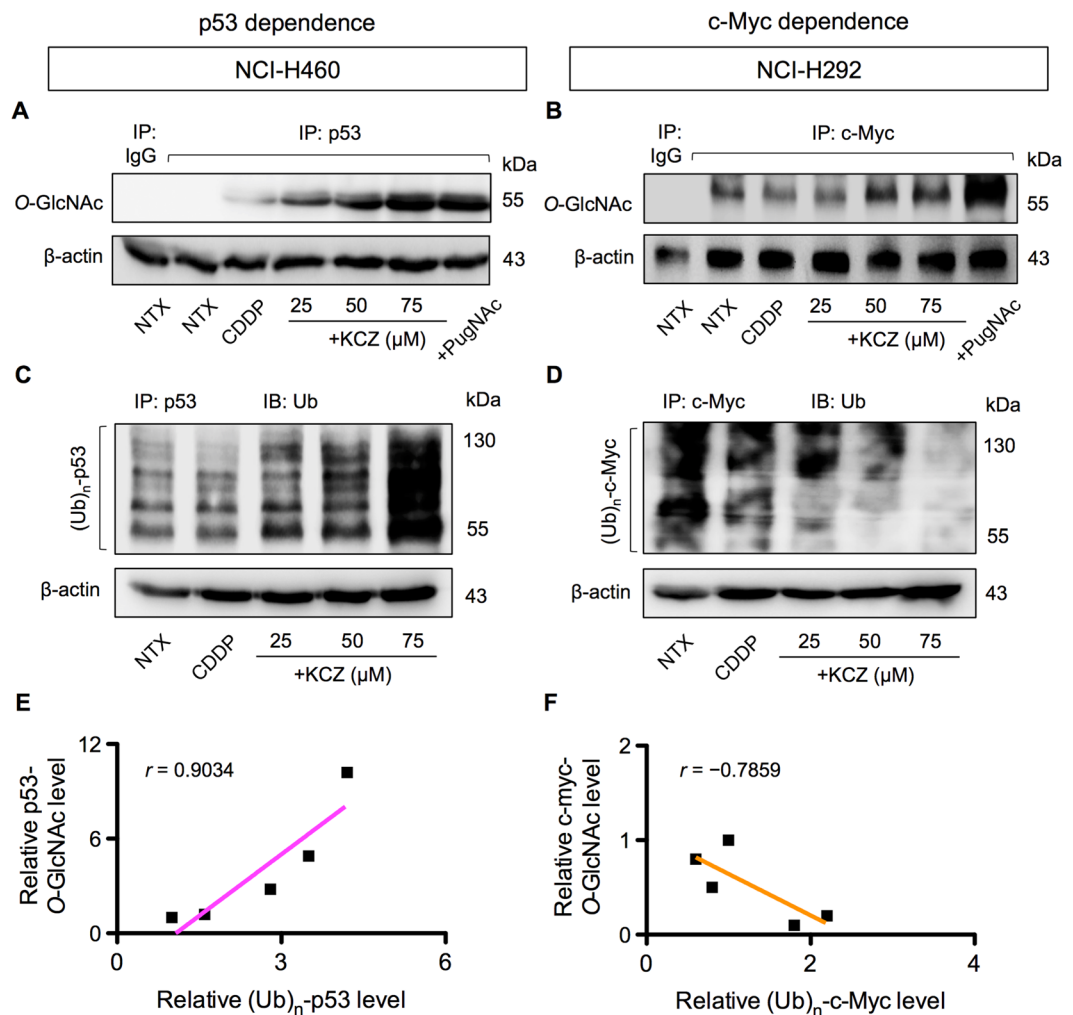 p53 dependence
c-Myc dependence
NCI-H460
NCI-H292
A
IP:
IgG
IP: p53
kDa
O-GlcNAc
55
β-actin
43
NTX
NTX
CDDP
25
50
75
+KCZ (μM)
+PugNAc
B
IP:
IgG
IP: c-Myc
kDa
O-GlcNAc
55
β-actin
43
NTX
NTX
CDDP
25
50
75
+KCZ (μM)
+PugNAc
C
IP: p53
IB: Ub
kDa
(Ub)n-p53
130
55
β-actin
43
NTX
CDDP
25
50
75
+KCZ (μM)
D
IP: c-Myc
IB: Ub
kDa
(Ub)n-c-Myc
130
55
β-actin
43
NTX
CDDP
25
50
75
+KCZ (μM)
E
Relative p53-
O-GlcNAc level
12
6
0
r = 0.9034
0
3
6
Relative (Ub)n-p53 level
F
Relative c-myc-
O-GlcNAc level
2
1
0
r = −0.7859
0
2
4
Relative (Ub)n-c-Myc level